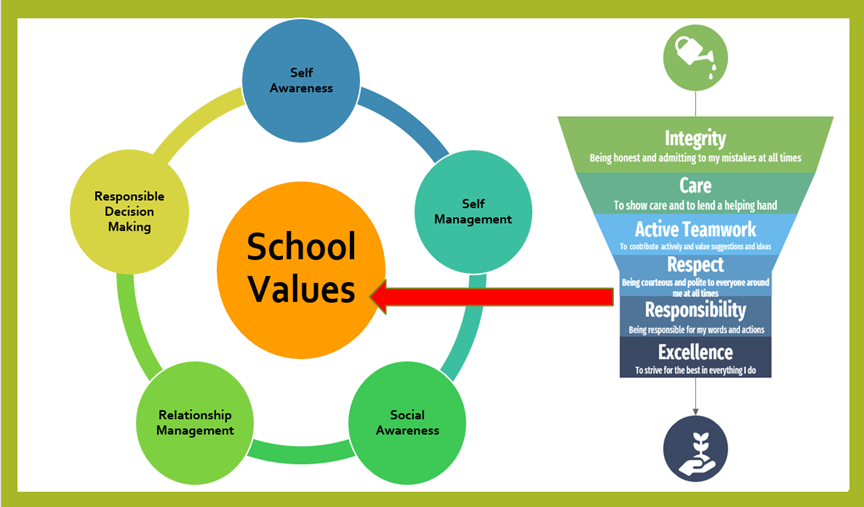 Self
Awareness
Self
Management
Social
Awareness
Relationship
Management
Responsible
Decision
Making
School
Values
Integrity
Being honest and admitting to my mistakes at all times
Care
To show care and to lend a helping hand
Active Teamwork
To contribute actively and value suggestions and ideas
Respect
Being courteous and polite to everyone around
me at all times
Responsibility
Being responsible for my words and actions
Excellence
To strive for the best in everything I do